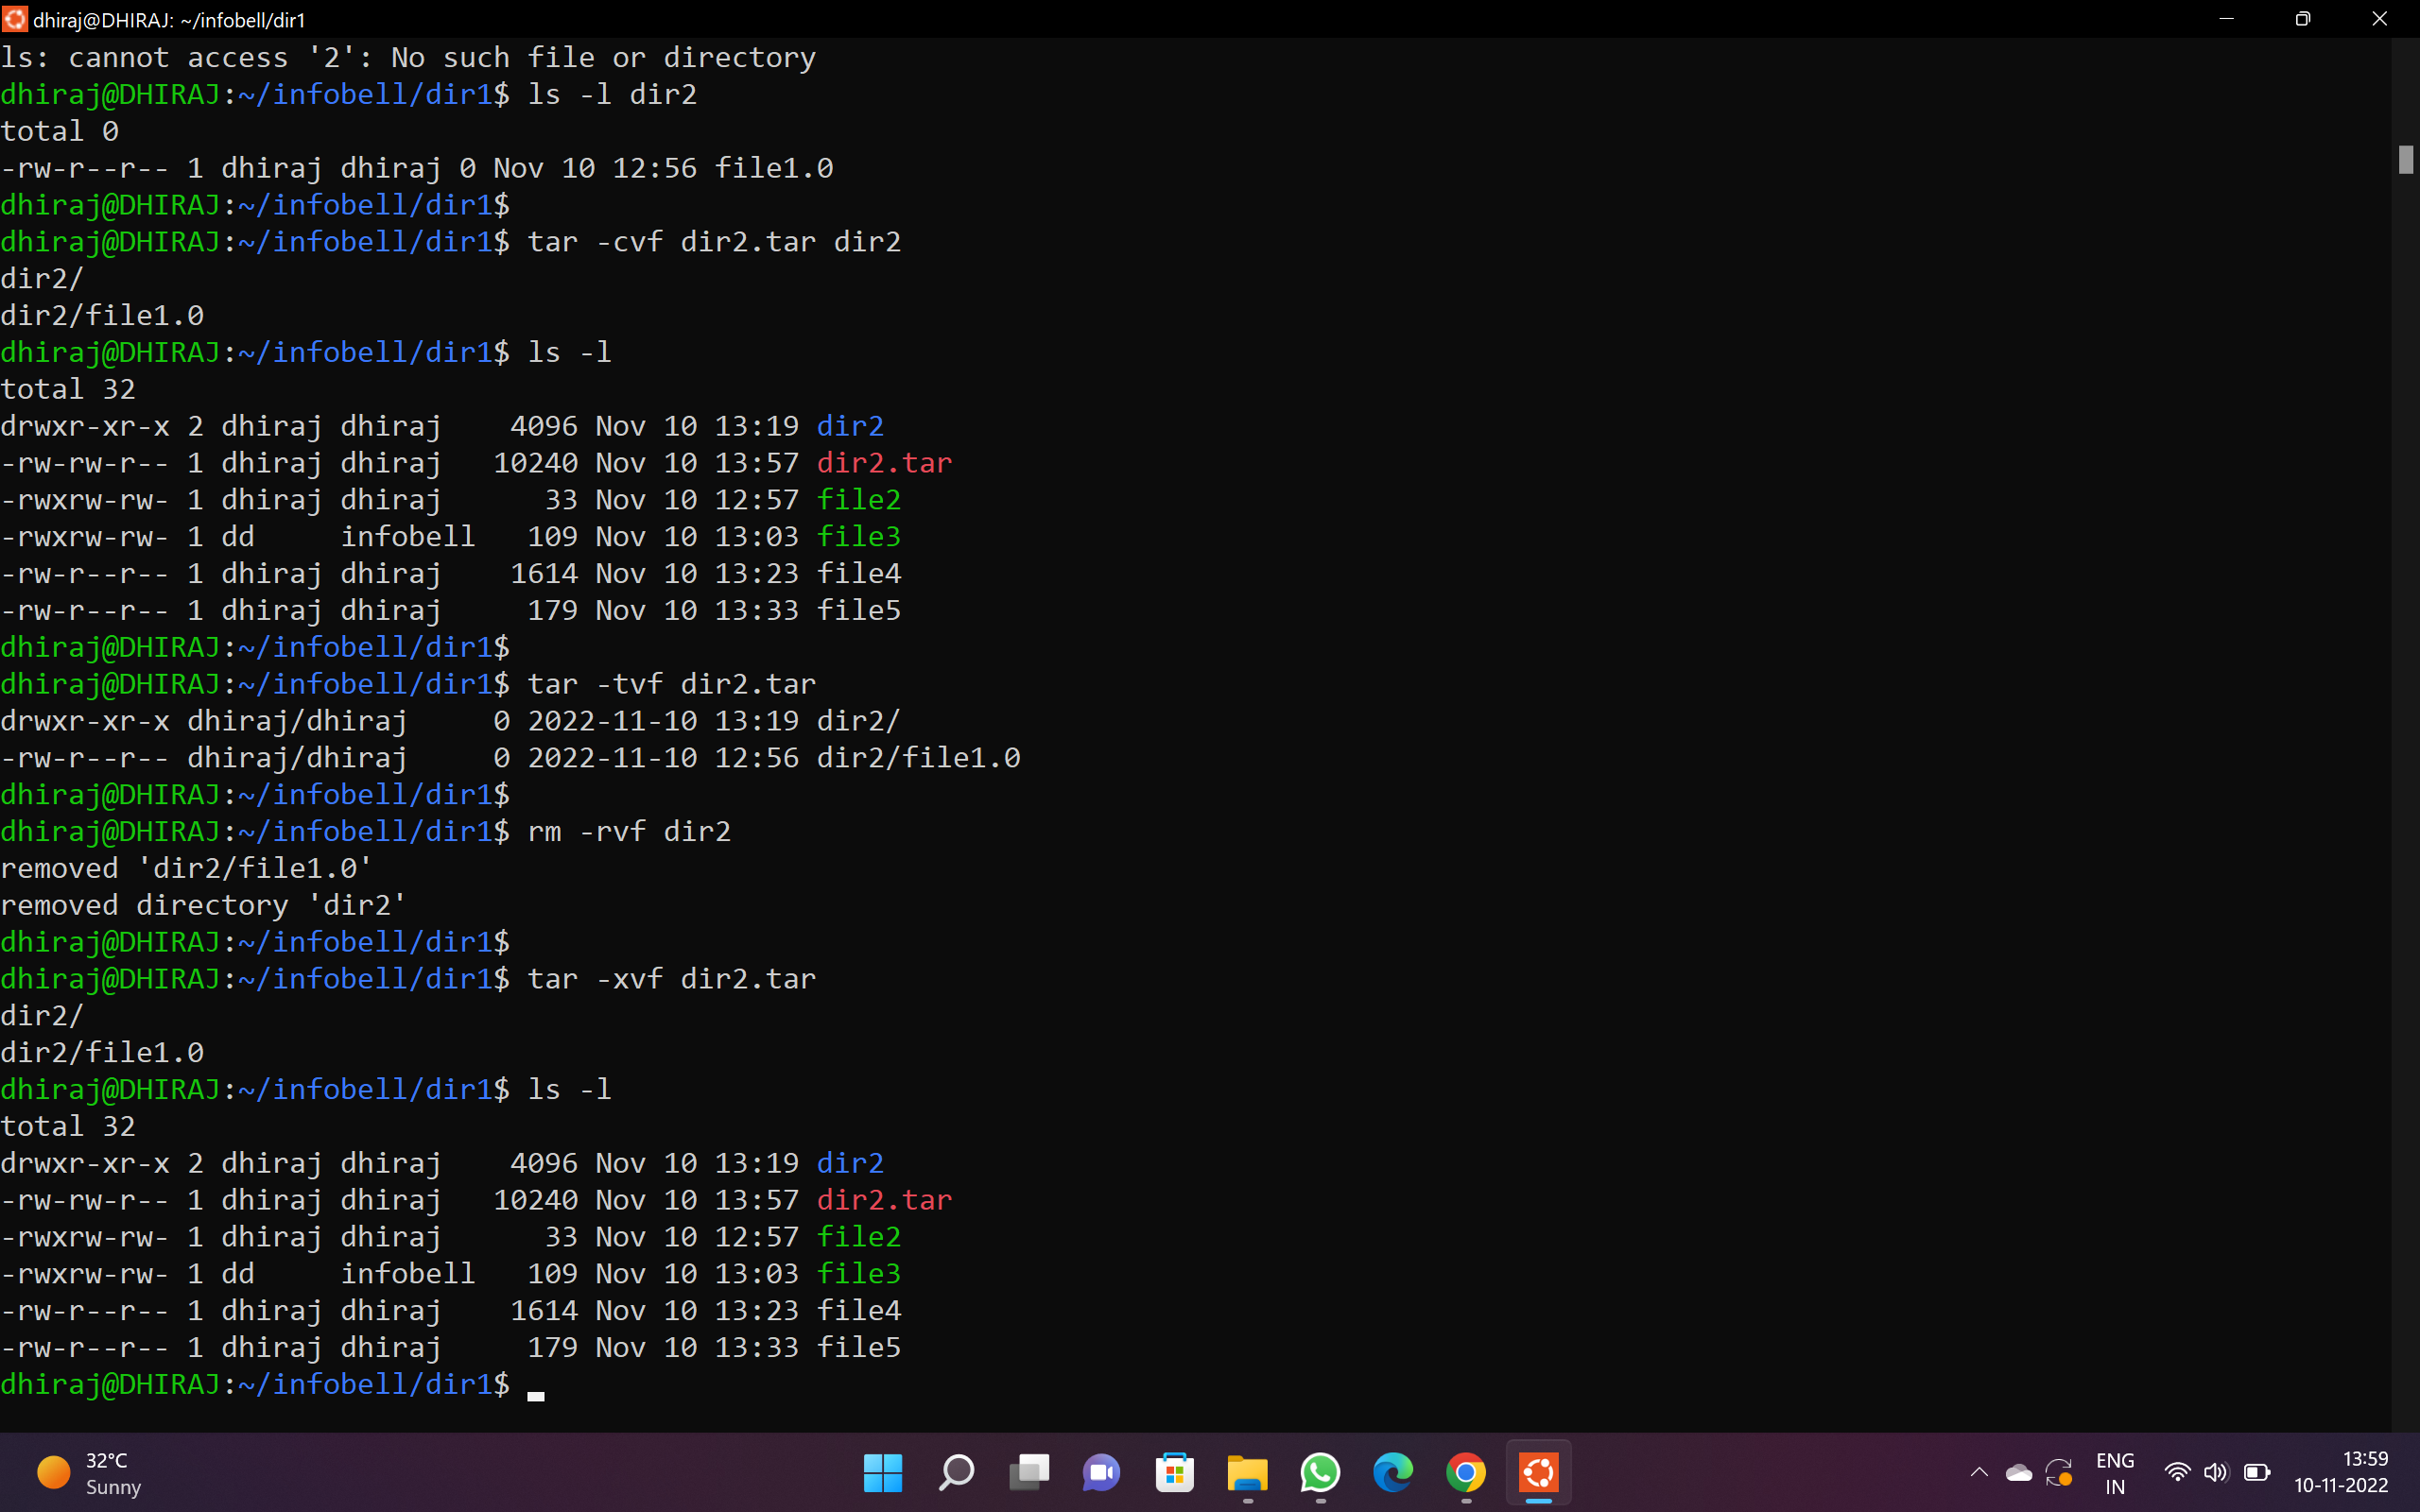 dhiraj@DHIRAJ: ~/infobell/dir1
ls: cannot access '2': No such file or directory
dhiraj@DHIRAJ:~/infobell/dir1$ ls -l dir2
total 0
-rw-r--r-- 1 dhiraj dhiraj 0 Nov 10 12:56 file1.0
dhiraj@DHIRAJ:~/infobell/dir1$
dhiraj@DHIRAJ:~/infobell/dir1$ tar -cvf dir2.tar dir2
dir2/
dir2/file1.0
dhiraj@DHIRAJ:~/infobell/dir1$ ls -l
total 32
drwxr-xr-x 2 dhiraj dhiraj    4096 Nov 10 13:19 dir2
-rw-rw-r-- 1 dhiraj dhiraj   10240 Nov 10 13:57 dir2.tar
-rwxrw-rw- 1 dhiraj dhiraj      33 Nov 10 12:57 file2
-rwxrw-rw- 1 dd     infobell   109 Nov 10 13:03 file3
-rw-r--r-- 1 dhiraj dhiraj    1614 Nov 10 13:23 file4
-rw-r--r-- 1 dhiraj dhiraj     179 Nov 10 13:33 file5
dhiraj@DHIRAJ:~/infobell/dir1$
dhiraj@DHIRAJ:~/infobell/dir1$ tar -tvf dir2.tar
drwxr-xr-x dhiraj/dhiraj     0 2022-11-10 13:19 dir2/
-rw-r--r-- dhiraj/dhiraj     0 2022-11-10 12:56 dir2/file1.0
dhiraj@DHIRAJ:~/infobell/dir1$
dhiraj@DHIRAJ:~/infobell/dir1$ rm -rvf dir2
removed 'dir2/file1.0'
removed directory 'dir2'
dhiraj@DHIRAJ:~/infobell/dir1$
dhiraj@DHIRAJ:~/infobell/dir1$ tar -xvf dir2.tar
dir2/
dir2/file1.0
dhiraj@DHIRAJ:~/infobell/dir1$ ls -l
total 32
drwxr-xr-x 2 dhiraj dhiraj    4096 Nov 10 13:19 dir2
-rw-rw-r-- 1 dhiraj dhiraj   10240 Nov 10 13:57 dir2.tar
-rwxrw-rw- 1 dhiraj dhiraj      33 Nov 10 12:57 file2
-rwxrw-rw- 1 dd     infobell   109 Nov 10 13:03 file3
-rw-r--r-- 1 dhiraj dhiraj    1614 Nov 10 13:23 file4
-rw-r--r-- 1 dhiraj dhiraj     179 Nov 10 13:33 file5
dhiraj@DHIRAJ:~/infobell/dir1$
32°C
Sunny
ENG
IN
13:59
10-11-2022